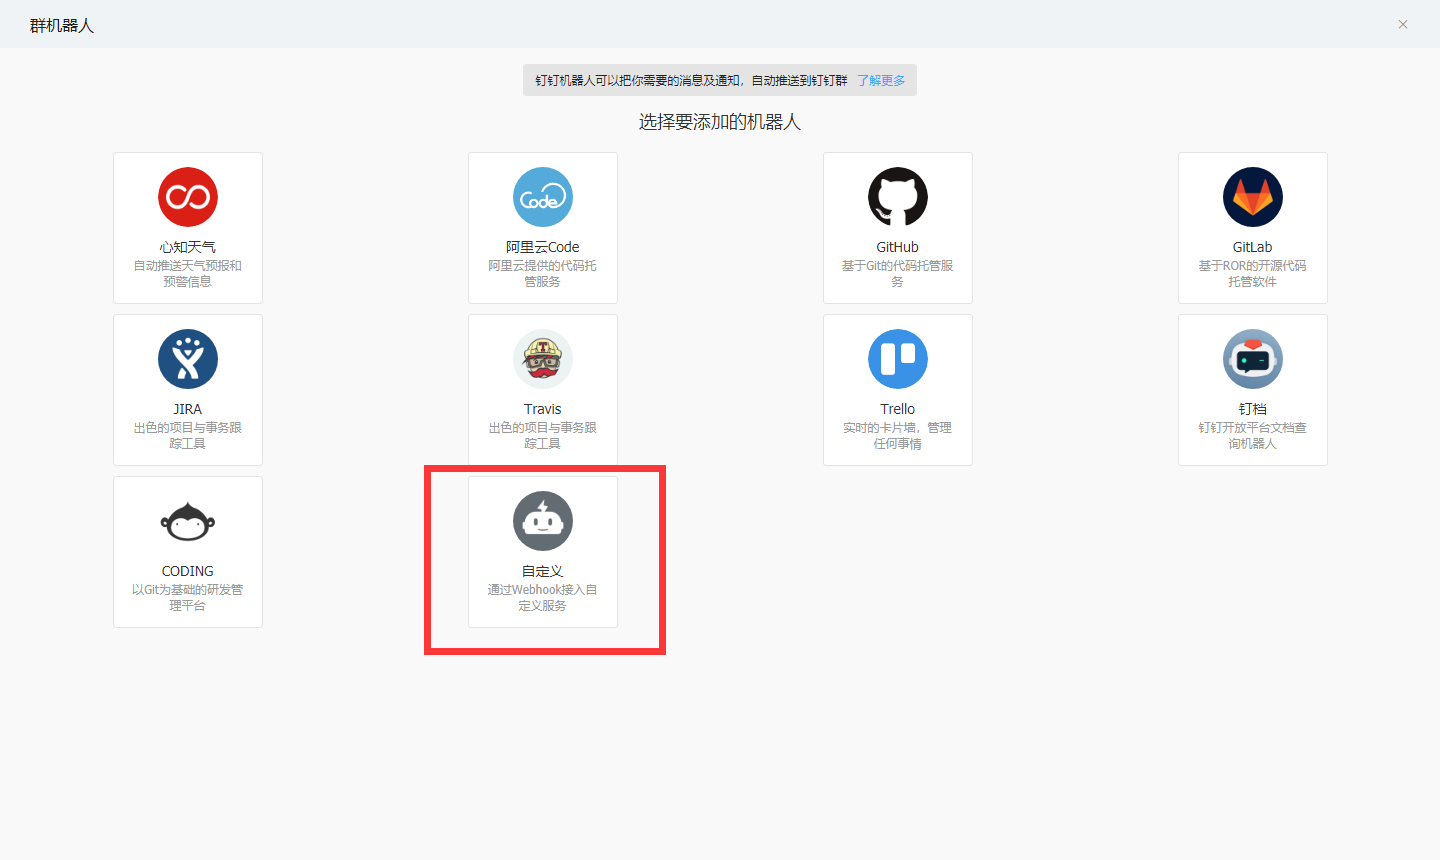 群机器人
钉钉机器人可以把你需要的消息及通知，自动推送到钉钉群 了解更多
选择要添加的机器人
心知天气
自动推送天气预报和
预警信息
阿里云Code
阿里云提供的代码托
管服务
GitHub
基于Git的代码托管服
务
GitLab
基于ROR的开源代码
托管软件
JIRA
出色的项目与事务跟
踪工具
Travis
出色的项目与事务跟
踪工具
Trello
实时的卡片墙，管理
任何事情
钉档
钉钉开放平台文档查
询机器人
CODING
以Git为基础的研发管
理平台
自定义
通过Webhook接入自
定义服务
Code
T